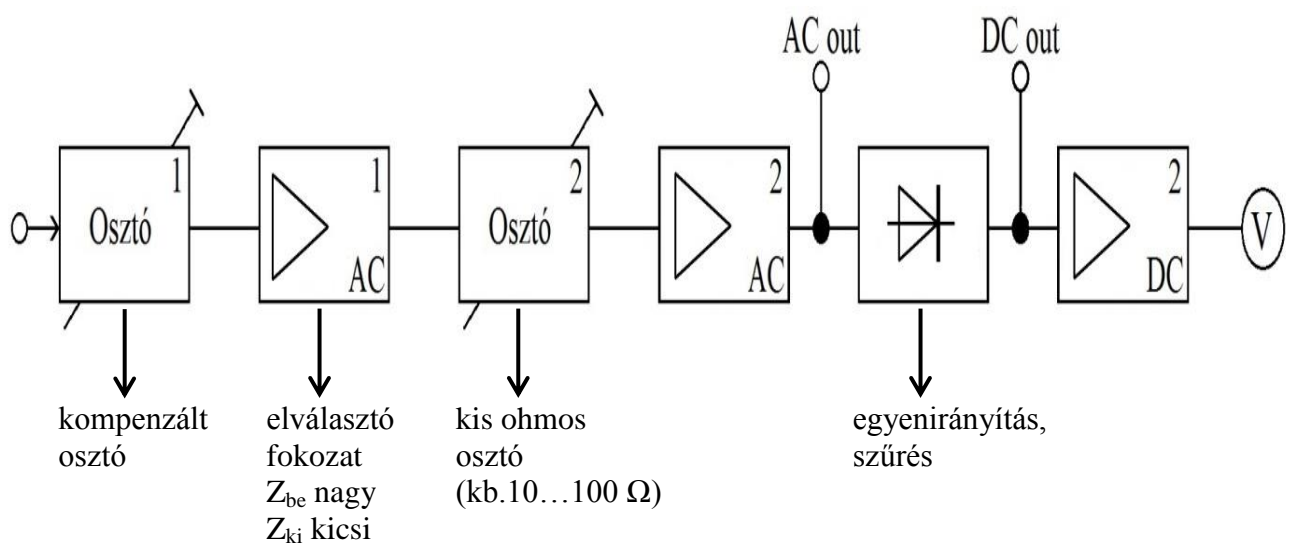 AC out
DC out
1
Osztó
1
AC
2
Osztó
2
AC
2
DC
V
kompenzált
osztó
elválasztó
fokozat
Zbe nagy
Zki kicsi
kis ohmos
osztó
(kb.10…100 Ω)
egyenirányítás,
szűrés